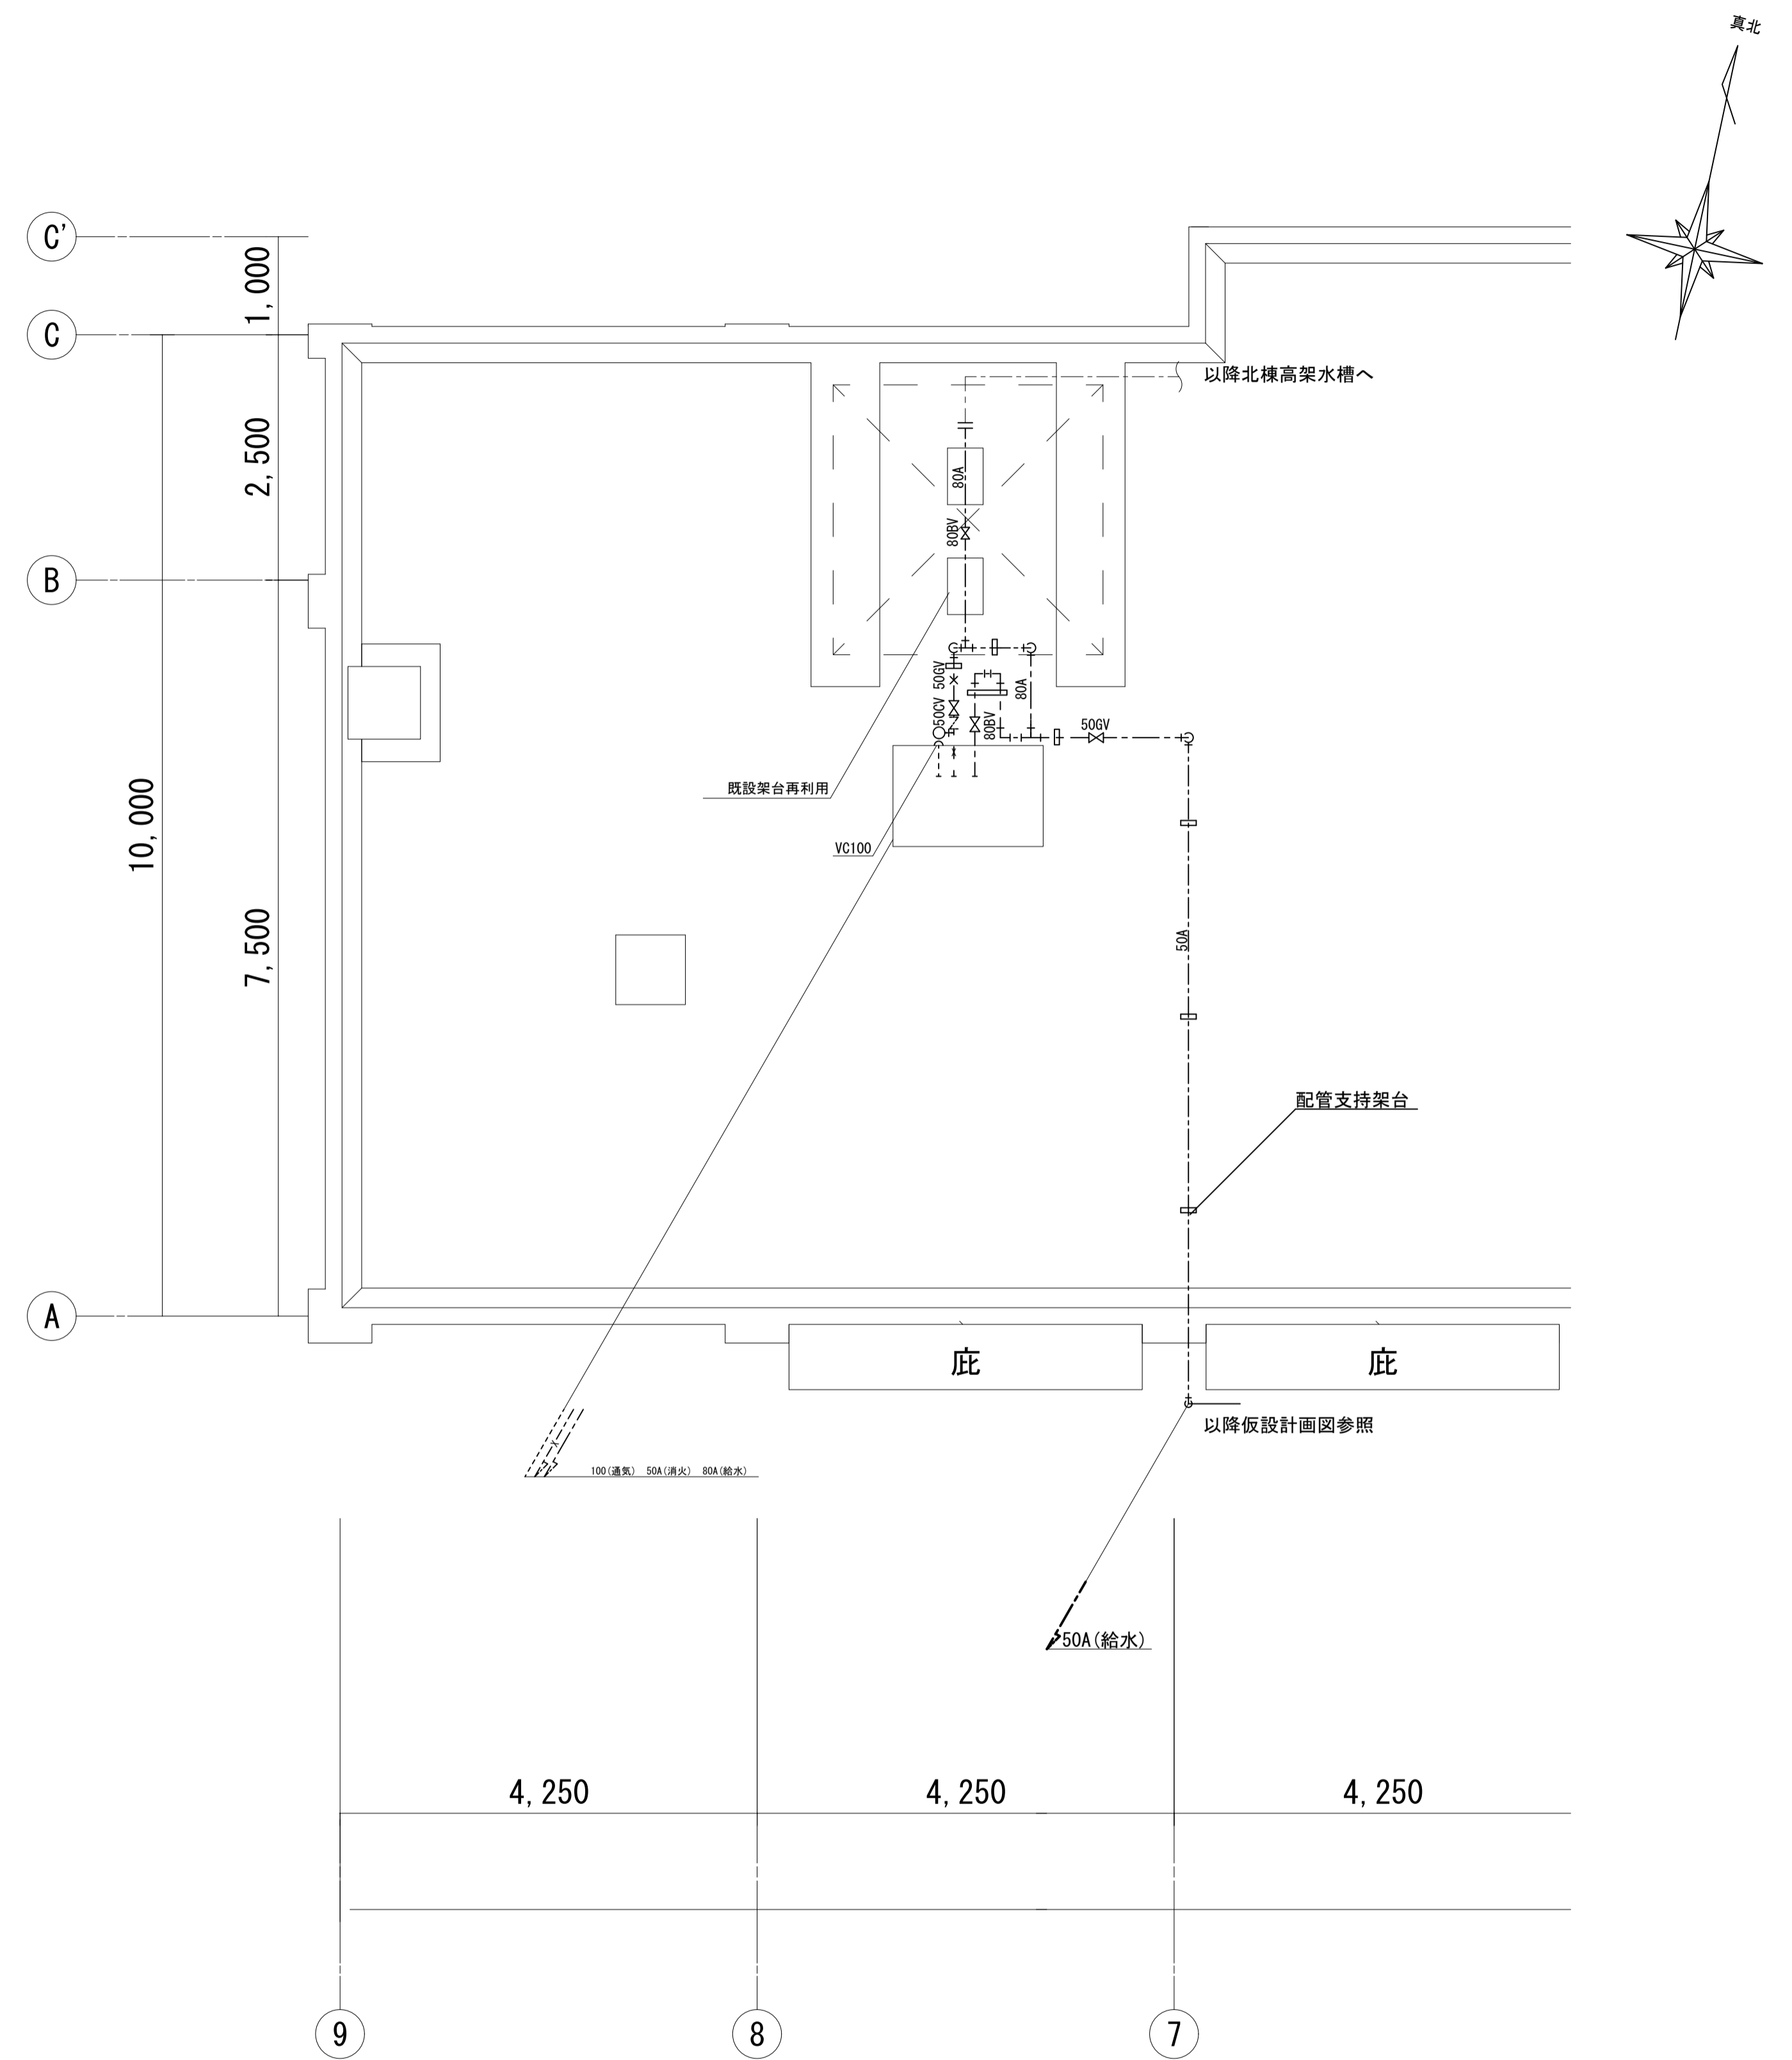 真北
C'
1,000
C
以降北棟高架水槽へ
2,500
80A
80BV
B
50GV
80A
50CV
80BV
50GV
既設架台再利用
10,000
VC100
7,500
50A
配管支持架台
A
庇
庇
以降仮設計画図参照
100(通気) 50A(消火) 80A(給水)
50A(給水)
4,250
4,250
4,250
9
8
7